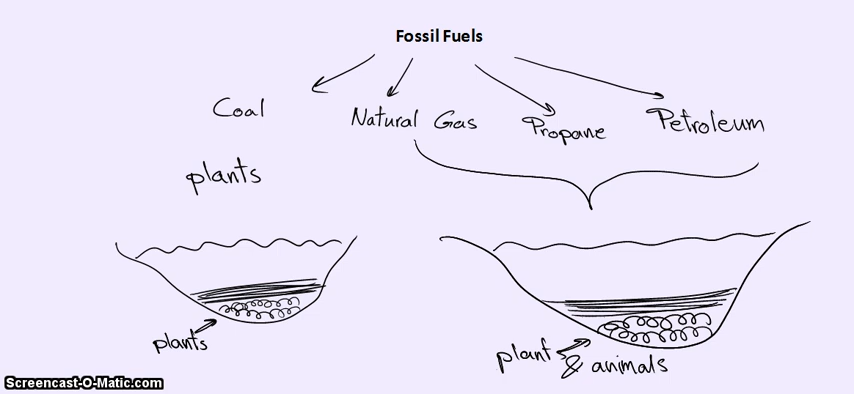 Fossil Fuels
Coal
Natural Gas
Propane
Petroleum
plants
plants
plants
& animals
Screencast-O-Matic.com